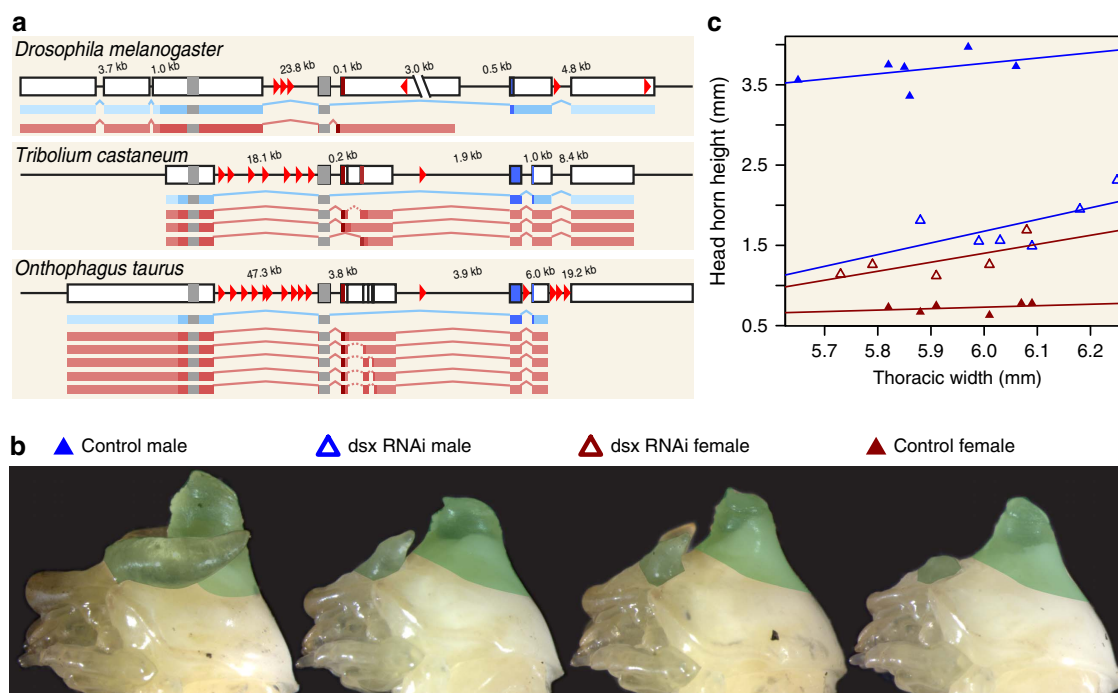 a
Drosophila melanogaster
3.7 kb 1.0 kb 23.8 kb 0.1 kb 3.0 kb 0.5 kb 4.8 kb
Tribolium castaneum
18.1 kb 0.2 kb 1.9 kb 1.0 kb 8.4 kb
Onthophagus taurus
47.3 kb 3.8 kb 3.9 kb 6.0 kb 19.2 kb
c
Head horn height (mm)
3.5
2.5
1.5
0.5
5.7 5.8 5.9 6.0 6.1 6.2
Thoracic width (mm)
b
Control male dsx RNAi male dsx RNAi female Control female